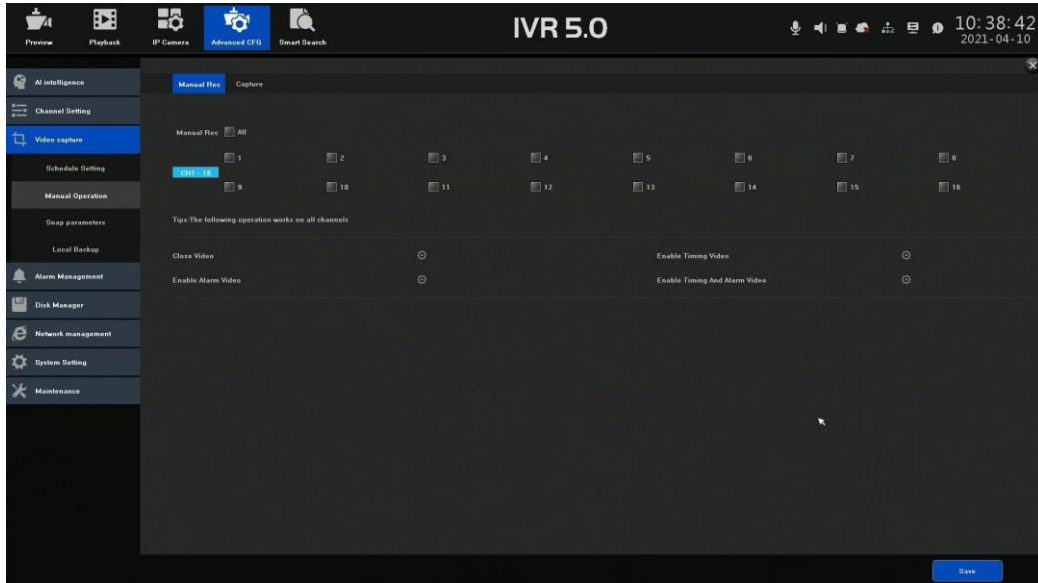 IVR 5.0
10:38:42
2021-04-10
Preview Playback IP Camera Advanced CFG Smart Search
AI intelligence
Channel Setting
Video capture
Schedule Setting
Manual Operation
Snap parameters
Local Backup
Alarm Management
Disk Manager
Network management
System Setting
Maintenance
Manual Rec Capture
Manual Rec All
1 2 3 4 5 6 7 8
CH1 - 16
9 10 11 12 13 14 15 16
Tips:The following operation works on all channels
Close Video Enable Timing Video
Enable Alarm Video Enable Timing And Alarm Video
Save